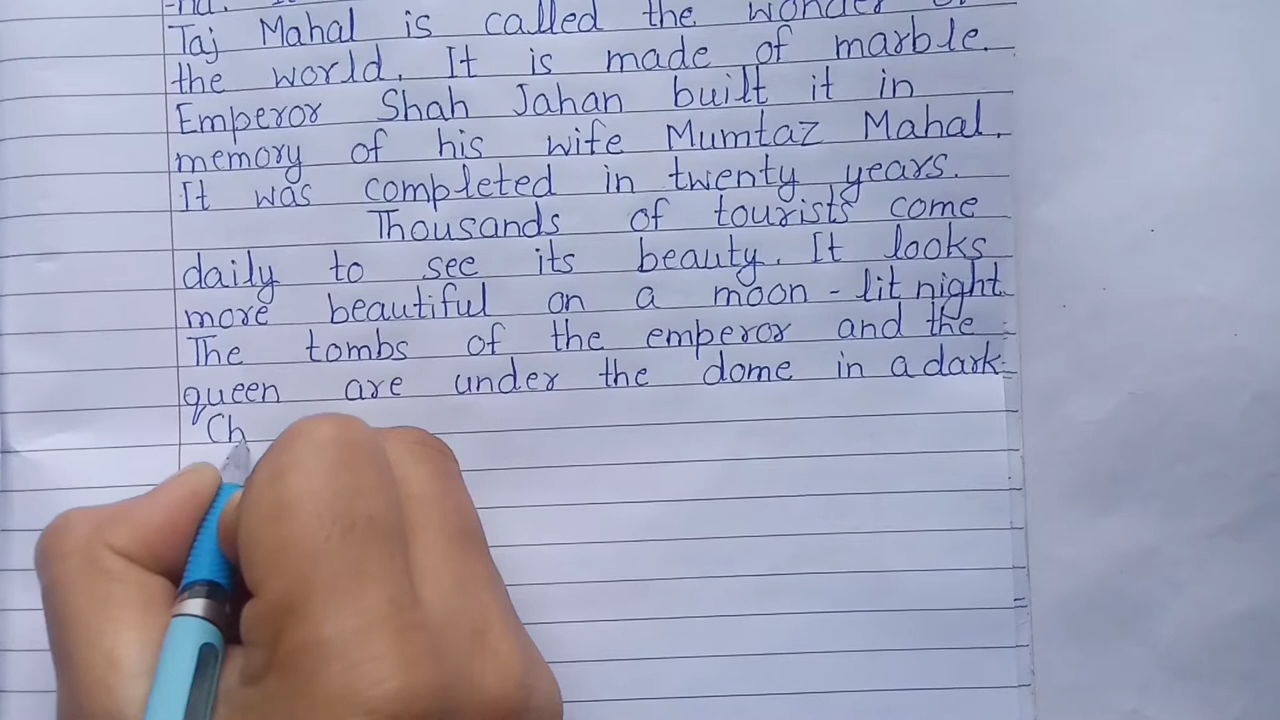 Taj Mahal is called the wonder of
the world. It is made of marble.
Emperor Shah Jahan built it in
memory of his wife Mumtaz Mahal.
It was completed in twenty years.
Thousands of tourists come
daily to see its beauty. It looks
more beautiful on a moon-lit night.
The tombs of the emperor and the
queen are under the dome in a dark
Ch